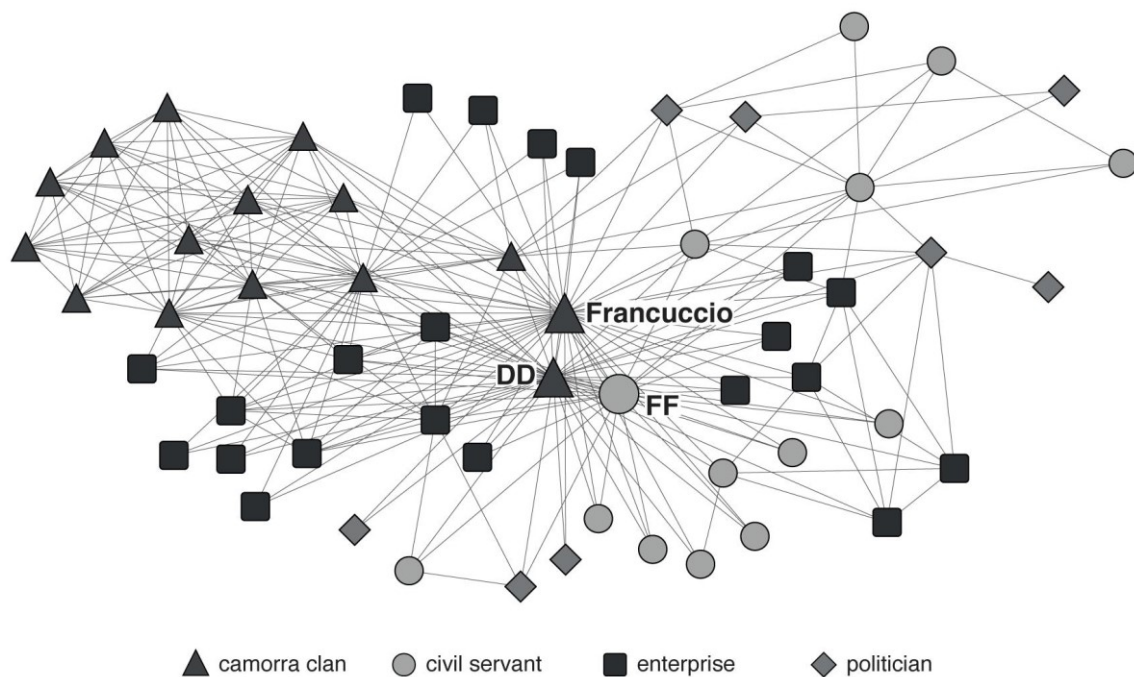 Francuccio
DD
FF
camorra clan
civil servant
enterprise
politician